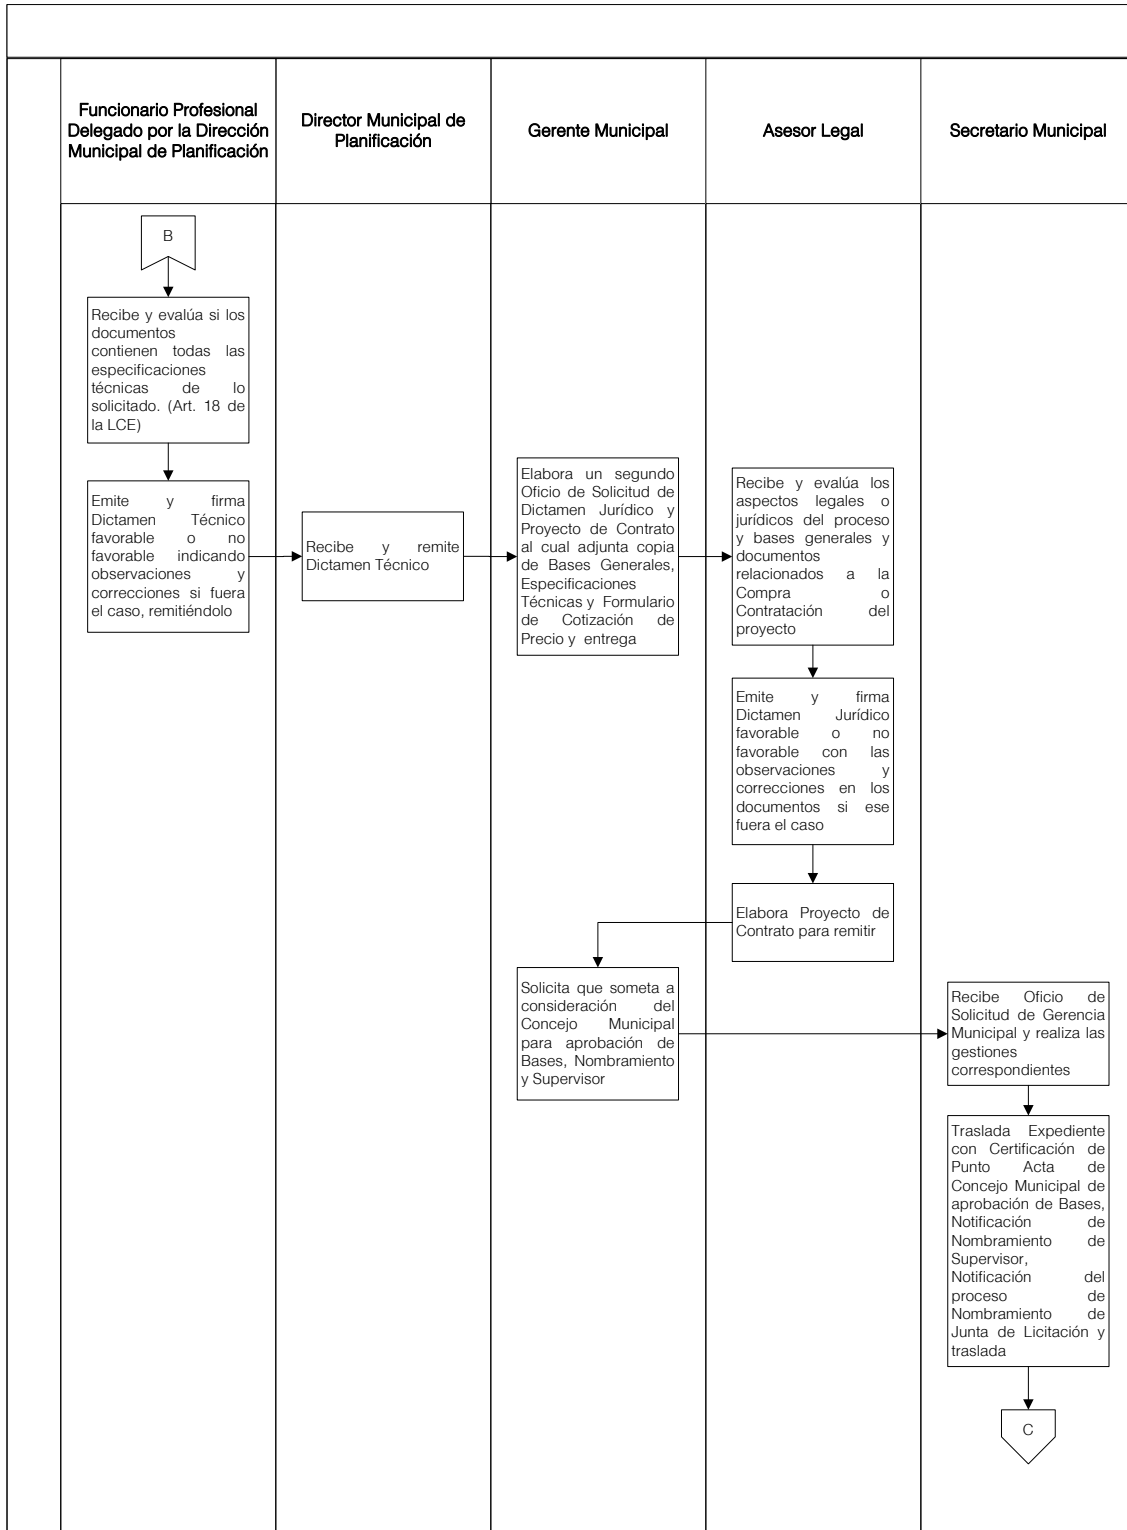 Funcionario Profesional
Delegado por la Dirección
Municipal de Planificación
Director Municipal de
Planificación
Gerente Municipal
Asesor Legal
Secretario Municipal
B
Recibe y evalúa si los
documentos
contienen todas las
especificaciones
técnicas de lo
solicitado. (Art. 18 de
la LCE)
Emite y firma
Dictamen Técnico
favorable o no
favorable indicando
observaciones y
correcciones si fuera
el caso, remitiéndolo
Recibe y remite
Dictamen Técnico
Elabora un segundo
Oficio de Solicitud de
Dictamen Jurídico y
Proyecto de Contrato
al cual adjunta copia
de Bases Generales,
Especificaciones
Técnicas y Formulario
de Cotización de
Precio y entrega
Recibe y evalúa los
aspectos legales o
jurídicos del proceso
y bases generales y
documentos
relacionados a la
Compra o
Contratación del
proyecto
Emite y firma
Dictamen Jurídico
favorable o no
favorable con las
observaciones y
correcciones en los
documentos si ese
fuera el caso
Elabora Proyecto de
Contrato para remitir
Solicita que someta a
consideración del
Concejo Municipal
para aprobación de
Bases, Nombramiento
y Supervisor
Recibe Oficio de
Solicitud de Gerencia
Municipal y realiza las
gestiones
correspondientes
Traslada Expediente
con Certificación de
Punto Acta de
Concejo Municipal de
aprobación de Bases,
Notificación de
Nombramiento de
Supervisor,
Notificación del
proceso de
Nombramiento de
Junta de Licitación y
traslada
C